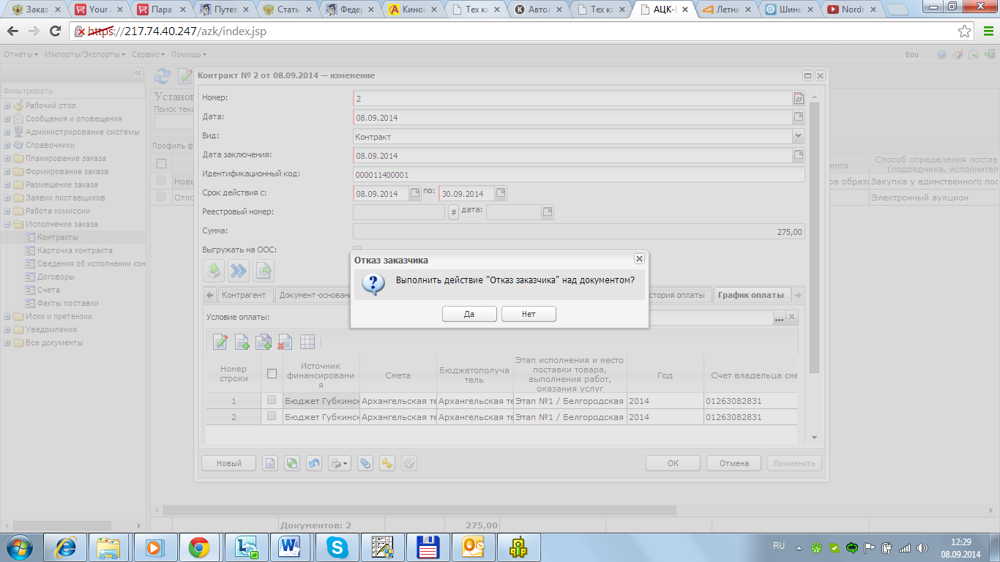 Заказ
Your
Пара
Путев
Стать
Федер
Кино
Тех ка
Автол
Тех ка
АЦК-
Летни
Шинь
Nordr
https://217.74.40.247/azk/index.jsp
Отчеты Импорты/Экспорты Сервис Помощь
bou
Фильтровать
Рабочий стол
Сообщения и оповещения
Администрирование системы
Справочники
Планирование заказа
Формирование заказа
Размещение заказа
Заявки поставщиков
Работа комиссии
Исполнение заказа
Контракты
Карточка контракта
Сведения об исполнении кон
Договоры
Счета
Факты поставки
Иски и претензии
Уведомления
Все документы
Установ
Поиск текс
Профиль ф
Новы
Отло
Контракт № 2 от 08.09.2014 — изменение
Номер: 2
Дата: 08.09.2014
Вид: Контракт
Дата заключения: 08.09.2014
Идентификационный код: 000011400001
Срок действия с: 08.09.2014 по: 30.09.2014
Реестровый номер: # дата:
Сумма: 275,00
Выгружать на ООС:
Отказ заказчика
Выполнить действие "Отказ заказчика" над документом?
Да Нет
Контрагент Документ-основан стория оплаты График оплаты
Условие оплаты: ...
Номер строки
Источник финансировани я
Смета
Бюджетополуча тель
Этап исполнения и место поставки товара, выполнения работ, оказания услуг
Год
Счет владельца сме
1 Бюджет Губкинск Архангельская те Архангельская те Этап №1 / Белгородская 2014 01263082831
2 Бюджет Губкинск Архангельская те Архангельская те Этап №1 / Белгородская 2014 01263082831
Новый ОК Отмена Применить
ента
Способ определения постав
(подрядчика, исполнител
ое образо Закупка у единственного пос
Электронный аукцион
Документов: 2 275,00
RU
12:29
08.09.2014